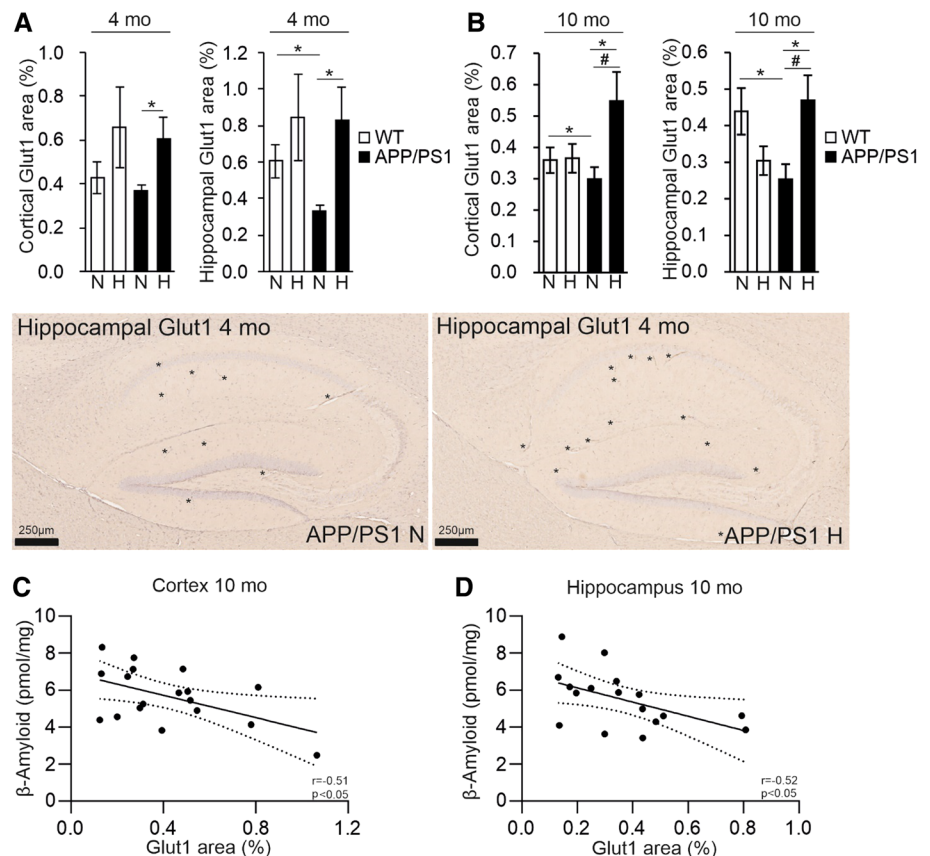 A
4 mo
4 mo
Cortical Glut1 area (%)
1.0
0.8
0.6
0.4
0.2
0.0
*
N H N H
Hippocampal Glut1 area (%)
1.2
1.0
0.8
0.6
0.4
0.2
0.0
*
*
N H N H
WT
APP/PS1
B
10 mo
10 mo
Cortical Glut1 area (%)
0.7
0.6
0.5
0.4
0.3
0.2
0.1
0.0
*
#
*
N H N H
Hippocampal Glut1 area (%)
0.6
0.5
0.4
0.3
0.2
0.1
0.0
*
#
*
N H N H
WT
APP/PS1
Hippocampal Glut1 4 mo
250µm
APP/PS1 N
Hippocampal Glut1 4 mo
250µm
*APP/PS1 H
C
Cortex 10 mo
β-Amyloid (pmol/mg)
10
8
6
4
2
0
0.0 0.4 0.8 1.2
Glut1 area (%)
r=-0.51
p<0.05
D
Hippocampus 10 mo
β-Amyloid (pmol/mg)
10
8
6
4
2
0
0.0 0.2 0.4 0.6 0.8 1.0
Glut1 area (%)
r=-0.52
p<0.05